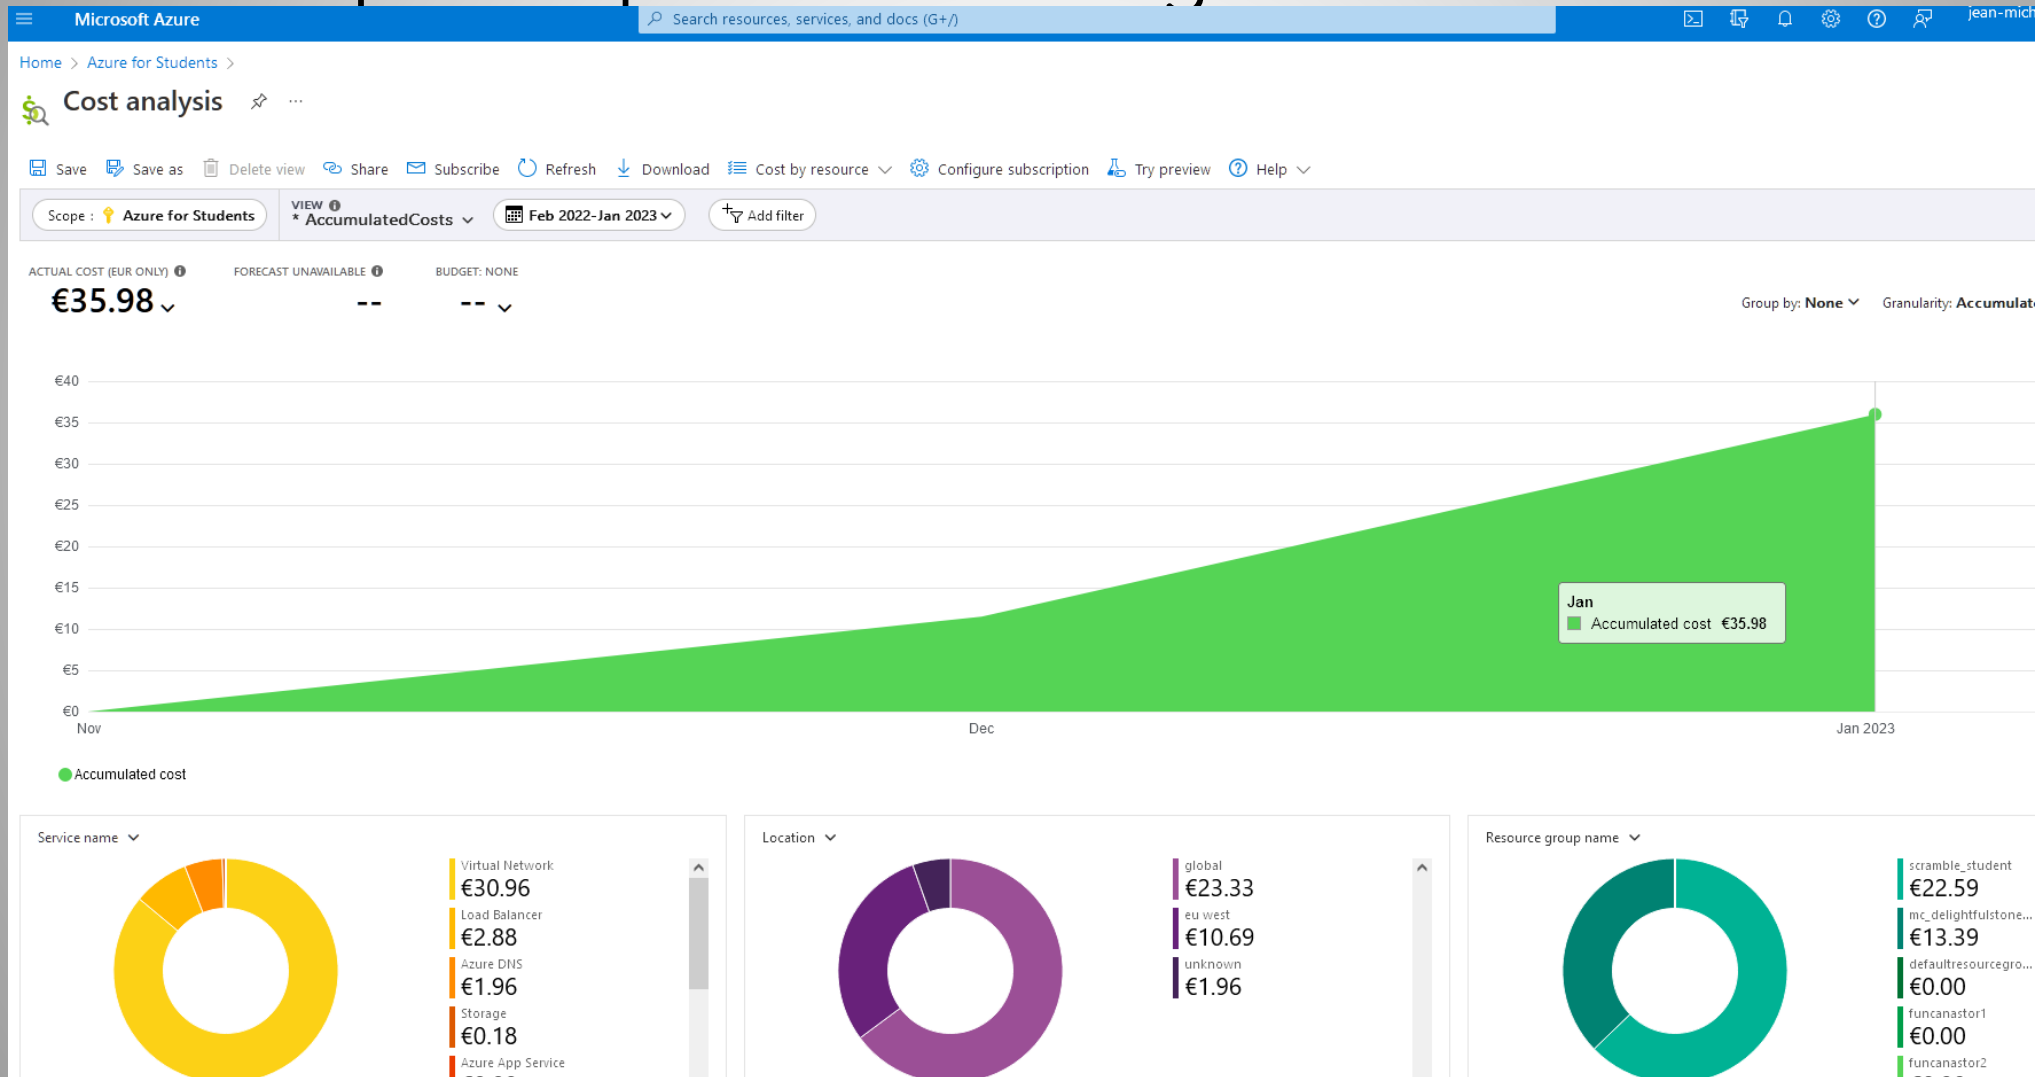 Microsoft Azure
Search resources, services, and docs (G+/)
Home > Azure for Students >
Cost analysis
Save Save as Delete view Share Subscribe Refresh Download Cost by resource Configure subscription Try preview Help
Scope : Azure for Students
VIEW
* AccumulatedCosts
Feb 2022-Jan 2023
Add filter
ACTUAL COST (EUR ONLY)
€35.98
FORECAST UNAVAILABLE
--
BUDGET: NONE
--
Group by: None
Granularity:
€40
€35
€30
€25
€20
€15
€10
€5
€0
Nov
Dec
Jan 2023
Jan
Accumulated cost €35.98
Accumulated cost
Service name
Virtual Network
€30.96
Load Balancer
€2.88
Azure DNS
€1.96
Storage
€0.18
Azure App Service
Location
global
€23.33
eu west
€10.69
unknown
€1.96
Resource group name
scramble_student
€22.59
mc_delightfulstone...
€13.39
defaultresourcegro...
€0.00
funcanastor1
€0.00
funcanastor2